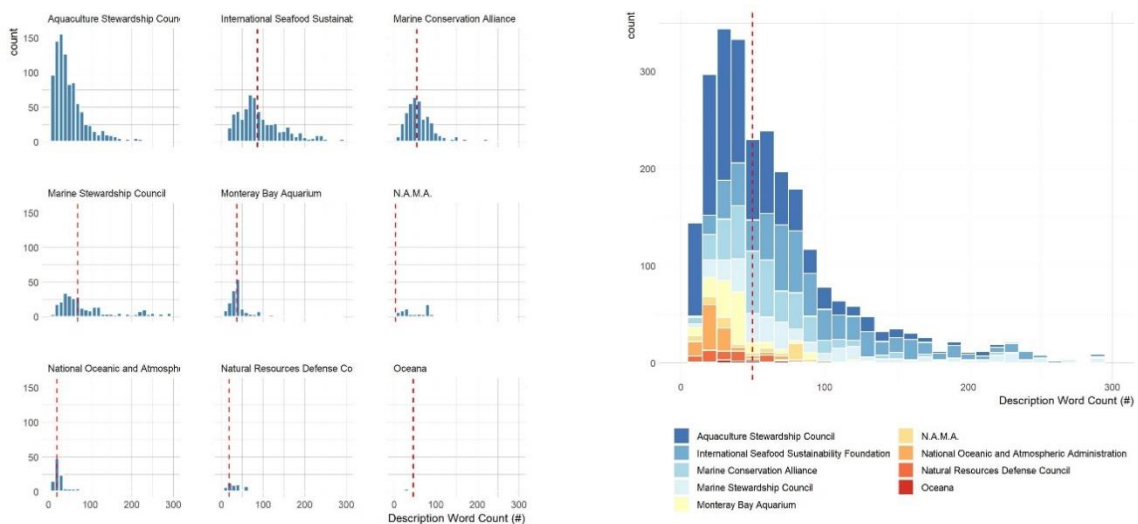 Aquaculture Stewardship Coun
International Seafood Sustainab
Marine Conservation Alliance
count
150
100
50
0
Marine Stewardship Council
Monteray Bay Aquarium
N.A.M.A.
150
100
50
0
National Oceanic and Atmosphe
Natural Resources Defense Co
Oceana
150
100
50
0
0 100 200 300 0 100 200 300 0 100 200 300
Description Word Count (#)
count
300
200
100
0
0 100 200 300
Description Word Count (#)
Aquaculture Stewardship Council
International Seafood Sustainability Foundation
Marine Conservation Alliance
Marine Stewardship Council
Monteray Bay Aquarium
N.A.M.A.
National Oceanic and Atmospheric Administration
Natural Resources Defense Council
Oceana